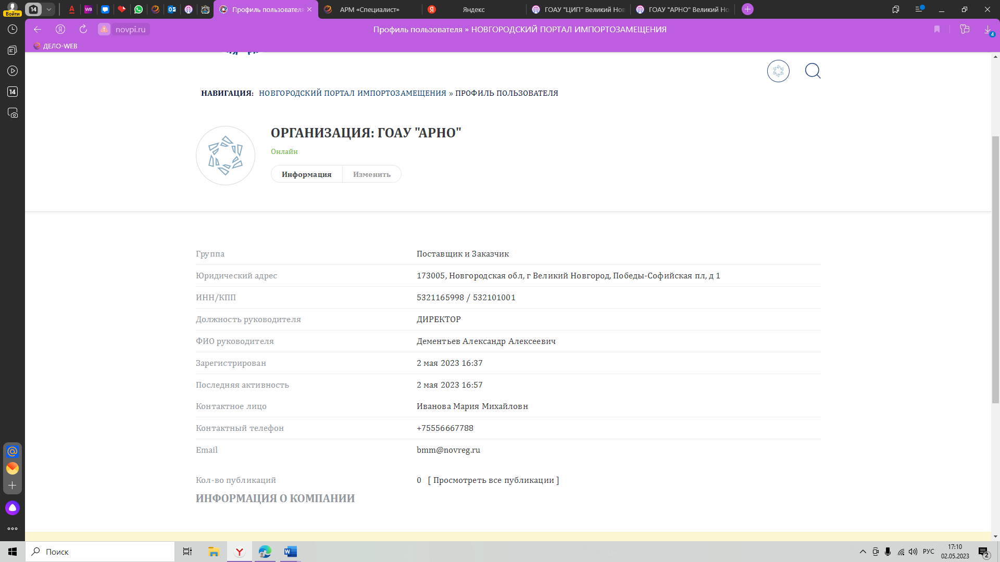 Профиль пользователя
АРМ «Специалист»
Яндекс
ГОАУ "ЦИП" Великий Нов
ГОАУ "АРНО" Великий Но
Войти
14
novpi.ru
Профиль пользователя » НОВГОРОДСКИЙ ПОРТАЛ ИМПОРТОЗАМЕЩЕНИЯ
4
ДЕЛО-WEB
14
НАВИГАЦИЯ: НОВГОРОДСКИЙ ПОРТАЛ ИМПОРТОЗАМЕЩЕНИЯ » ПРОФИЛЬ ПОЛЬЗОВАТЕЛЯ
ОРГАНИЗАЦИЯ: ГОАУ "АРНО"
Онлайн
Информация Изменить
Группа Поставщик и Заказчик
Юридический адрес 173005, Новгородская обл, г Великий Новгород, Победы-Софийская пл, д 1
ИНН/КПП 5321165998 / 532101001
Должность руководителя ДИРЕКТОР
ФИО руководителя Дементьев Александр Алексеевич
Зарегистрирован 2 мая 2023 16:37
Последняя активность 2 мая 2023 16:57
Контактное лицо Иванова Мария Михайловн
Контактный телефон +75556667788
Email bmm@novreg.ru
Кол-во публикаций 0 [ Просмотреть все публикации ]
ИНФОРМАЦИЯ О КОМПАНИИ
Поиск
РУС
17:10
02.05.2023
2